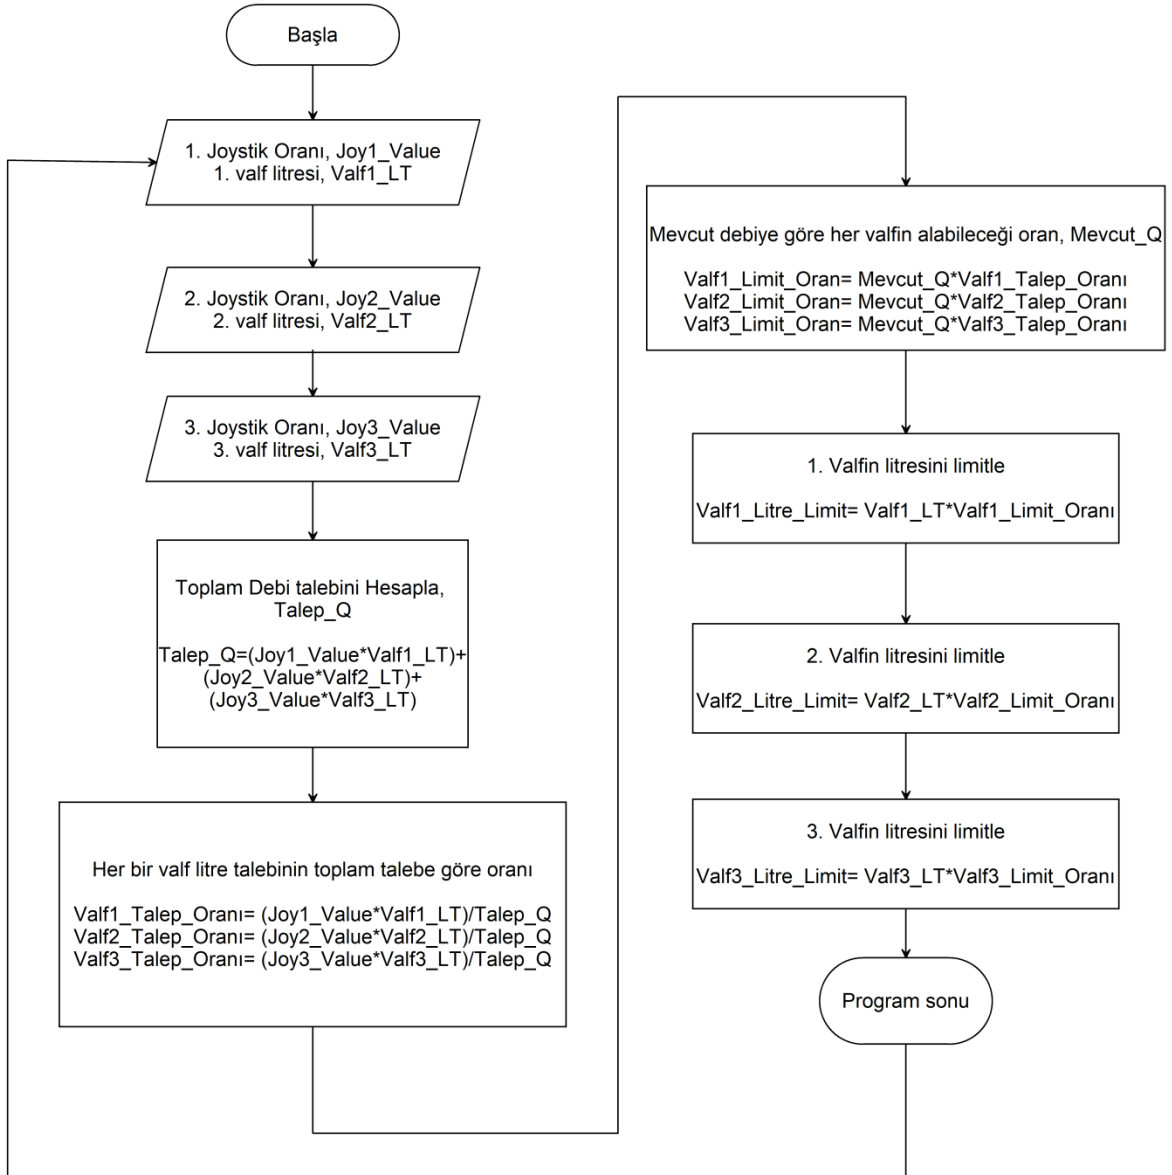 Başla
1. Joystik Oranı, Joy1_Value
1. valf litresi, Valf1_LT
2. Joystik Oranı, Joy2_Value
2. valf litresi, Valf2_LT
3. Joystik Oranı, Joy3_Value
3. valf litresi, Valf3_LT
Toplam Debi talebini Hesapla,
Talep_Q
Talep_Q=(Joy1_Value*Valf1_LT)+
(Joy2_Value*Valf2_LT)+
(Joy3_Value*Valf3_LT)
Her bir valf litre talebinin toplam talebe göre oranı
Valf1_Talep_Oranı= (Joy1_Value*Valf1_LT)/Talep_Q
Valf2_Talep_Oranı= (Joy2_Value*Valf2_LT)/Talep_Q
Valf3_Talep_Oranı= (Joy3_Value*Valf3_LT)/Talep_Q
Mevcut debiye göre her valfin alabileceği oran, Mevcut_Q
Valf1_Limit_Oran= Mevcut_Q*Valf1_Talep_Oranı
Valf2_Limit_Oran= Mevcut_Q*Valf2_Talep_Oranı
Valf3_Limit_Oran= Mevcut_Q*Valf3_Talep_Oranı
1. Valfin litresini limitle
Valf1_Litre_Limit= Valf1_LT*Valf1_Limit_Oranı
2. Valfin litresini limitle
Valf2_Litre_Limit= Valf2_LT*Valf2_Limit_Oranı
3. Valfin litresini limitle
Valf3_Litre_Limit= Valf3_LT*Valf3_Limit_Oranı
Program sonu